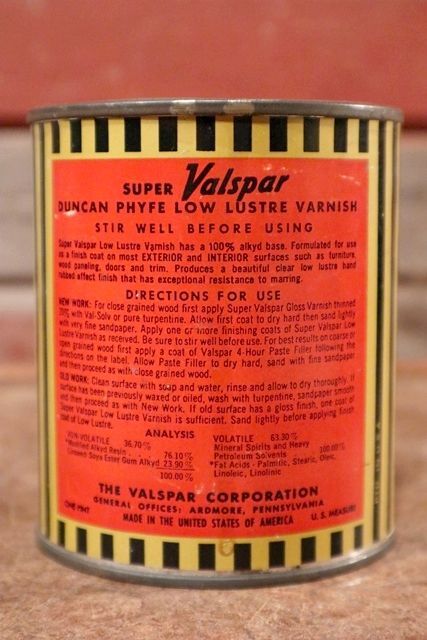 SUPER Valspar
DUNCAN PHYFE LOW LUSTRE VARNISH
STIR WELL BEFORE USING
Super Valspar Low Lustre Varnish has a 100% alkyd base. Formulated for use
as a finish coat on most EXTERIOR and INTERIOR surfaces such as furniture,
wood paneling, doors and trim. Produces a beautiful clear low lustre hand
rubbed effect finish that has exceptional resistance to marring.
DIRECTIONS FOR USE
NEW WORK: For close grained wood first apply Super Valspar Gloss Varnish thinned
with Val-Solv or pure turpentine. Allow first coat to dry hard then sand lightly
with very fine sandpaper. Apply one or more finishing coats of Super Valspar Low
Lustre Varnish as received. Be sure to stir well before use. For best results on coarse or
open grained wood first apply a coat of Valspar 4-Hour Paste Filler following the
directions on the label. Allow Paste Filler to dry hard, sand with fine sandpaper
and then proceed as with close grained wood.
OLD WORK: Clean surface with soap and water, rinse and allow to dry thoroughly. If
surface has been previously waxed or oiled, wash with turpentine, sandpaper smooth
and then proceed as with New Work. If old surface has a gloss finish, one coat of
Super Valspar Low Lustre Varnish is sufficient. Sand lightly before applying finish
coat of Low Lustre.
ANALYSIS
NON-VOLATILE 36.70% VOLATILE 63.30%
*Modified Alkyd Resin 76.10% Mineral Spirits and Heavy
Linseed Soya Ester Gum Alkyd 23.90% Petroleum Solvents 100.00%
100.00% *Fatty Acids - Palmitic, Stearic, Oleic,
Linoleic, Linolinic
THE VALSPAR CORPORATION
GENERAL OFFICES: ARDMORE, PENNSYLVANIA
ONE PINT MADE IN THE UNITED STATES OF AMERICA U.S. MEASURE